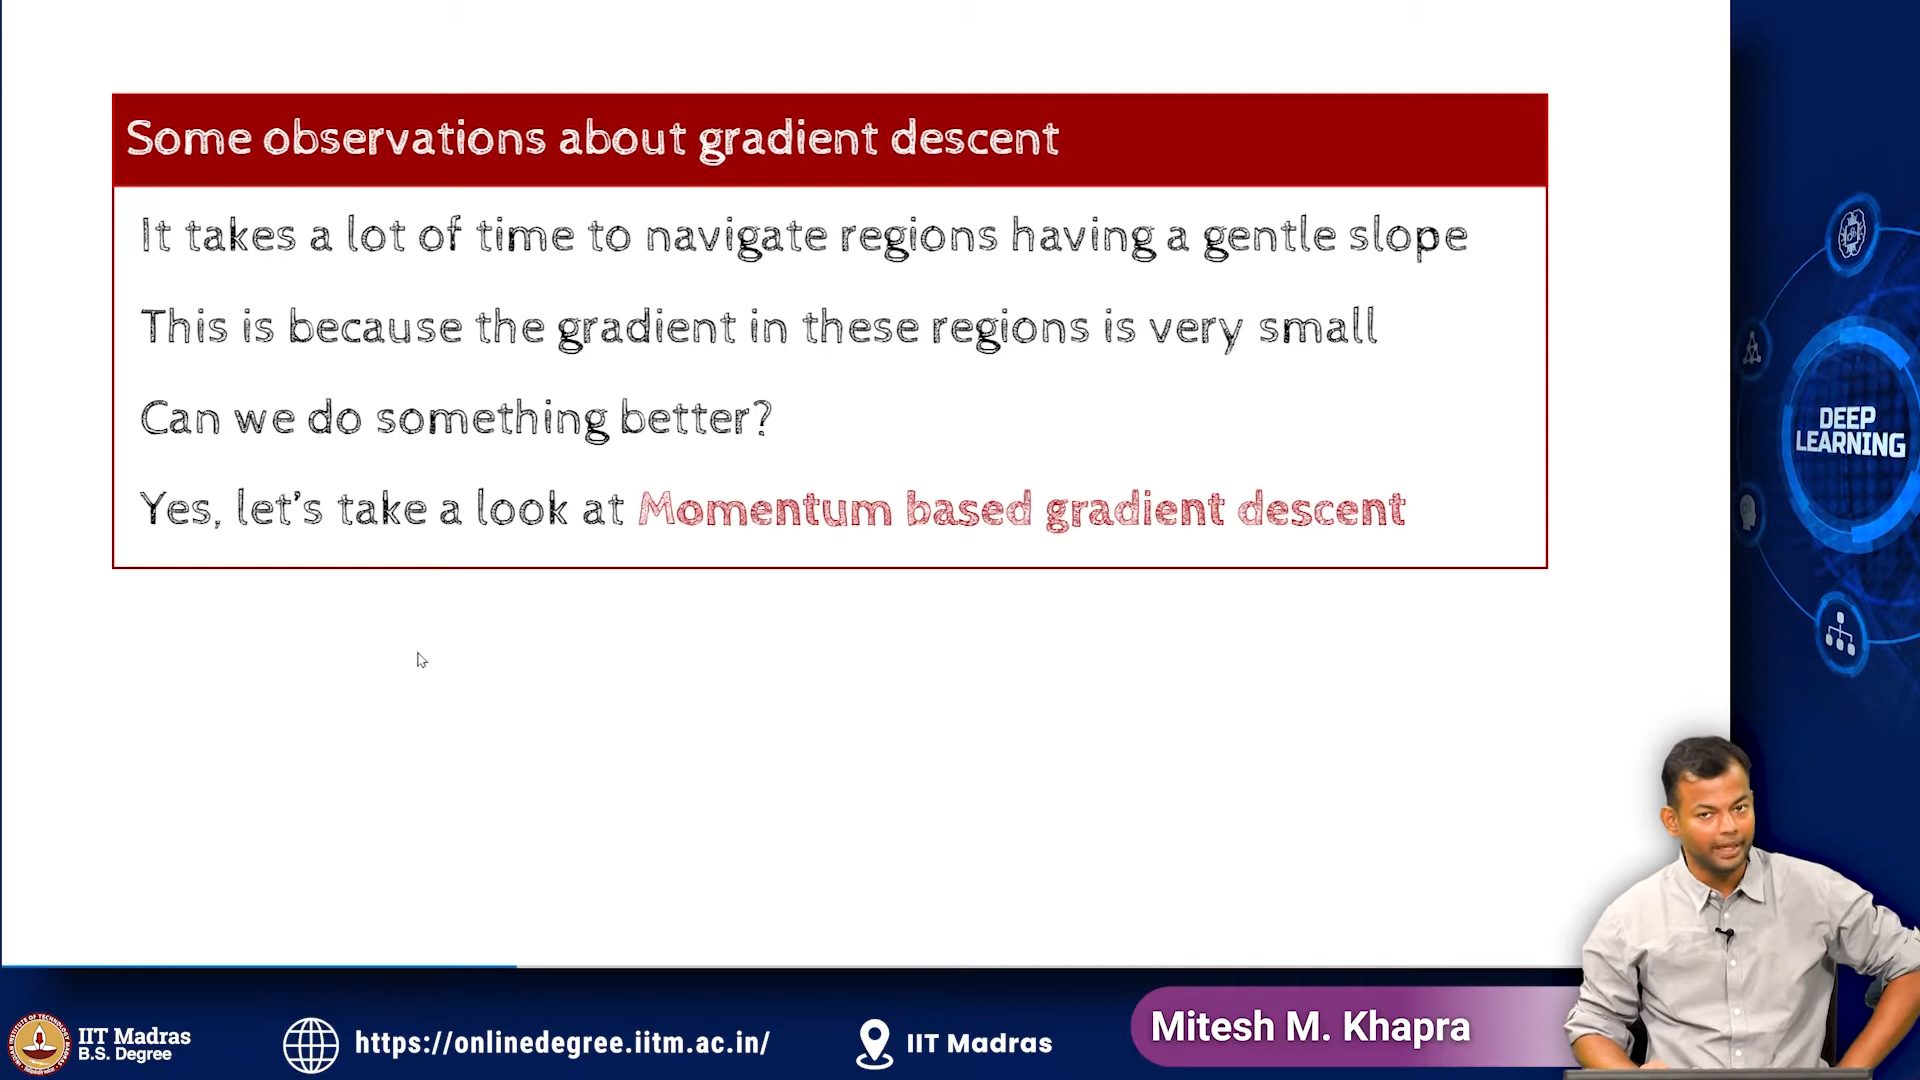 Some observations about gradient descent
It takes a lot of time to navigate regions having a gentle slope
This is because the gradient in these regions is very small
Can we do something better?
Yes, let's take a look at Momentum based gradient descent
DEEP
LEARNING
IIT Madras
B.S. Degree
https://onlinedegree.iitm.ac.in/
IIT Madras
Mitesh M. Khapra